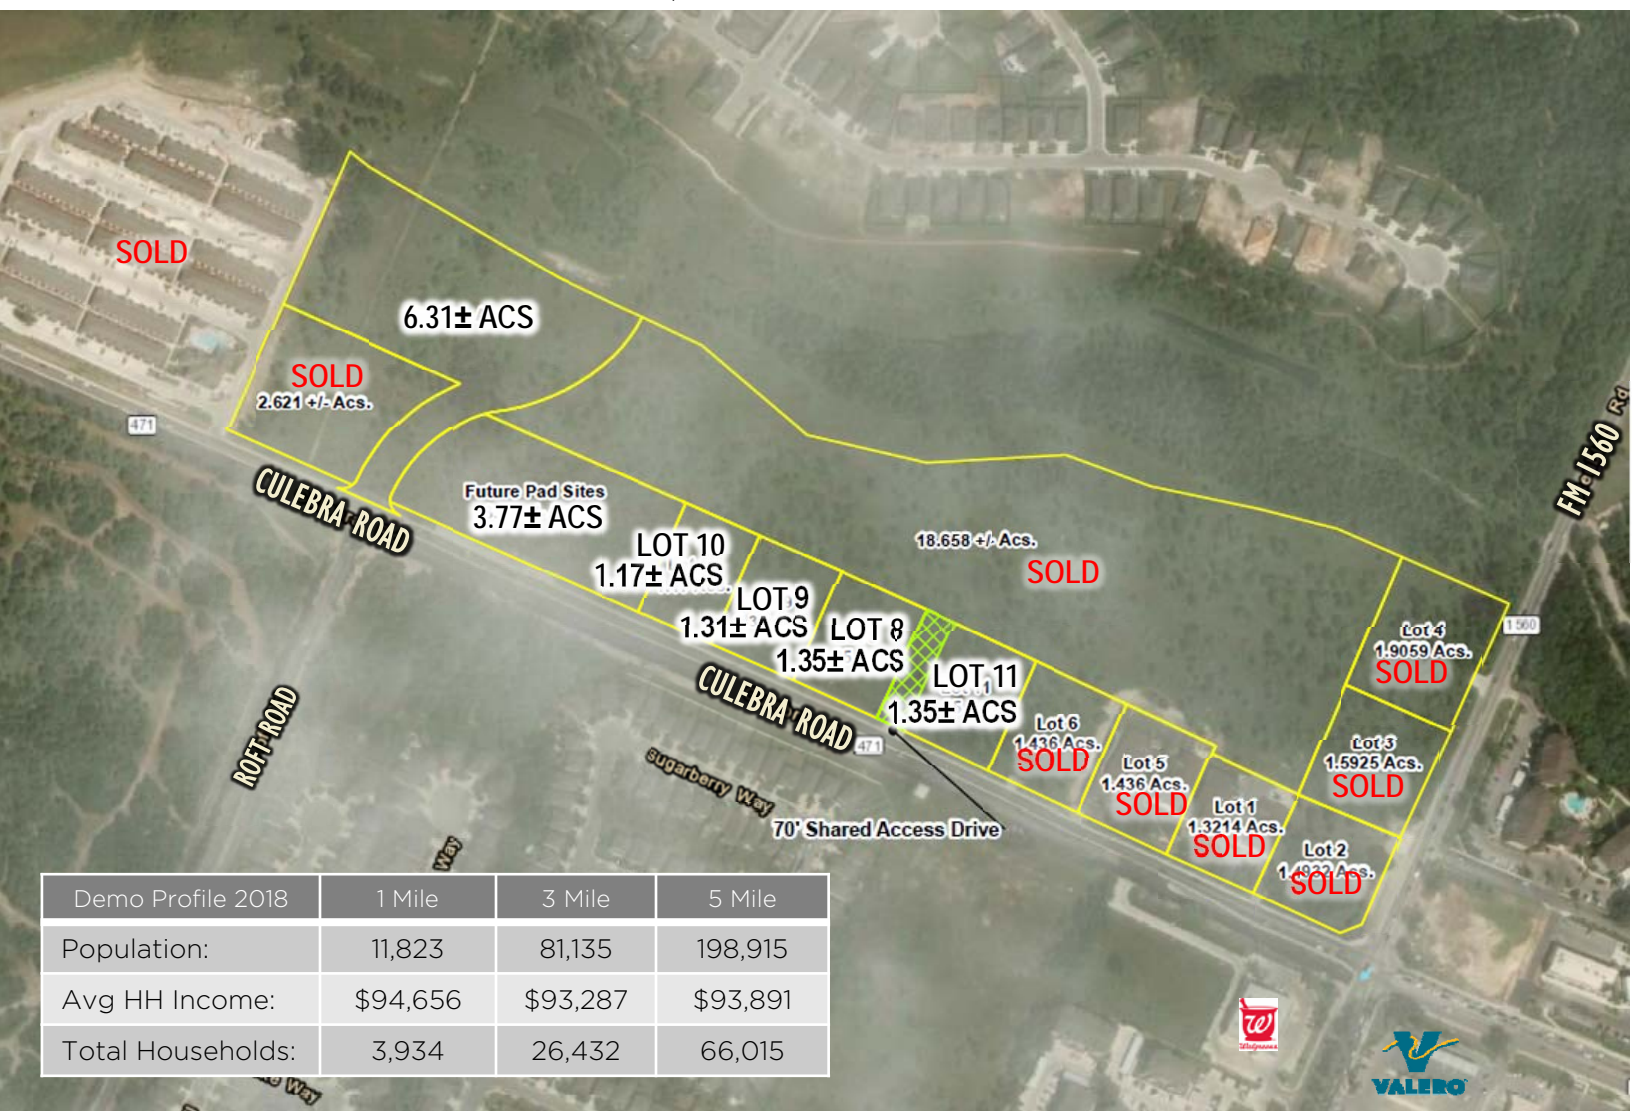 SOLD
6.31± ACS
SOLD
2.621 +/- Acs.
471
CULEBRA ROAD
Future Pad Sites
3.77± ACS
LOT 10
1.17± ACS
LOT 9
1.31± ACS
LOT 8
1.35± ACS
LOT 11
1.35± ACS
18.658 +/- Acs.
SOLD
FM 1560 Rd
1560
Lot 4
1.9059 Acs.
SOLD
Lot 3
1.5925 Acs.
SOLD
Lot 6
1.436 Acs.
SOLD
Lot 5
1.436 Acs.
SOLD
Lot 1
1.3214 Acs.
SOLD
Lot 2
SOLD
CULEBRA ROAD
471
ROFT ROAD
Sugarberry Way
70' Shared Access Drive
Way
Demo Profile 2018 1 Mile 3 Mile 5 Mile
Population: 11,823 81,135 198,915
Avg HH Income: $94,656 $93,287 $93,891
Total Households: 3,934 26,432 66,015
Way
W
Walgreens
VALERO